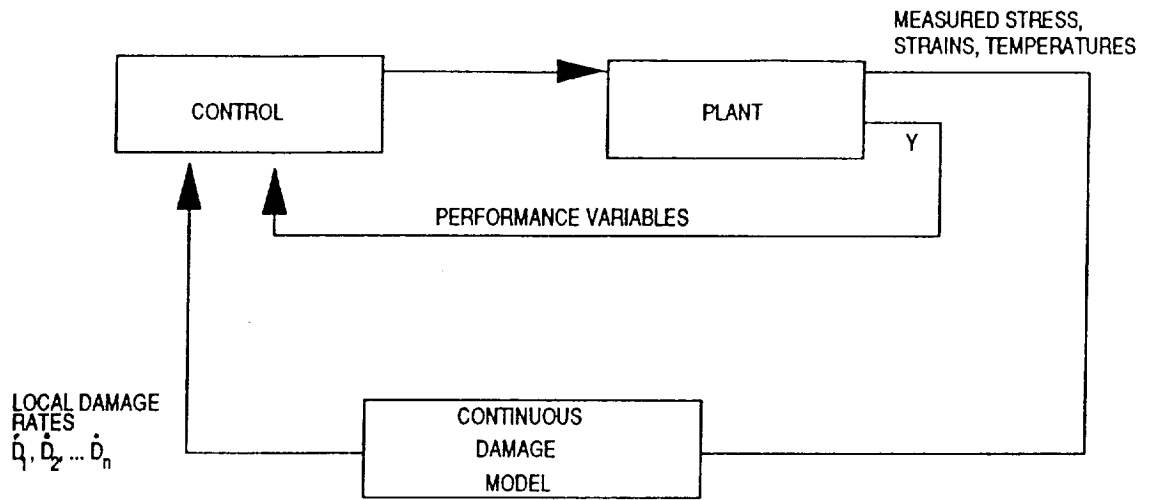 MEASURED STRESS,
STRAINS, TEMPERATURES
CONTROL
PLANT
Y
PERFORMANCE VARIABLES
LOCAL DAMAGE
RATES
Ḋ₁, Ḋ₂, ... Ḋₙ
CONTINUOUS
DAMAGE
MODEL